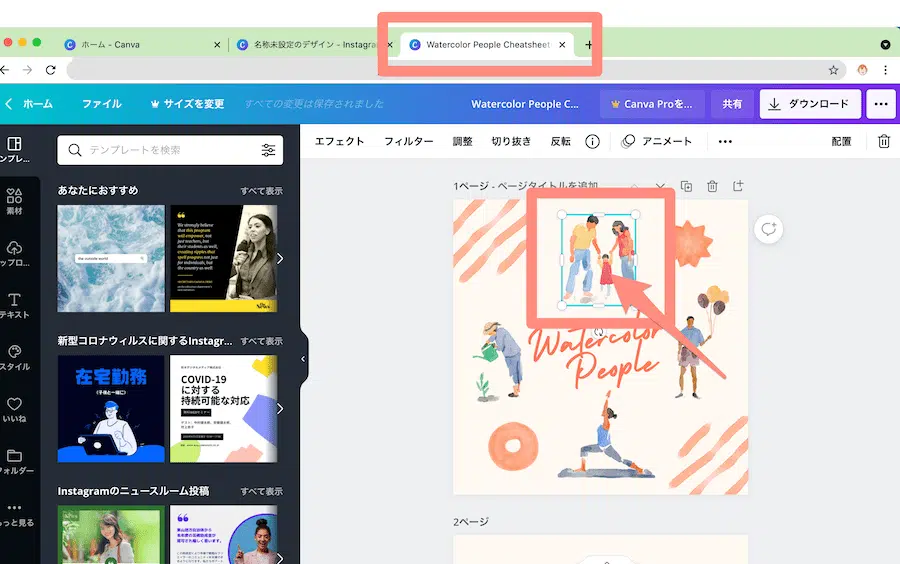 ホーム - Canva
名称未設定のデザイン - Instagra
Watercolor People Cheatsheet
ホーム
ファイル
サイズを変更
すべての変更は保存されました
Watercolor People C...
Canva Proを...
共有
ダウンロード
エフェクト
フィルター
調整
切り抜き
反転
アニメート
配置
ンプレ...
素材
ップロ...
テキスト
スタイル
いいね
フォルダー
もっと見る
テンプレートを検索
あなたにおすすめ
すべて表示
the seaside world
We strongly believe
that this program
will empower, not
just teachers, but
their students as well,
creating ripples that
spell progress not just
for individuals, but
the country as well
新型コロナウィルスに関するInstagr...
すべて表示
在宅勤務
(子供と一緒に)
COVID-19
に対する
持続可能な対応
Instagramのニュースルーム投稿
すべて表示
1ページ - ページタイトルを追加
Watercolor
People
2ページ